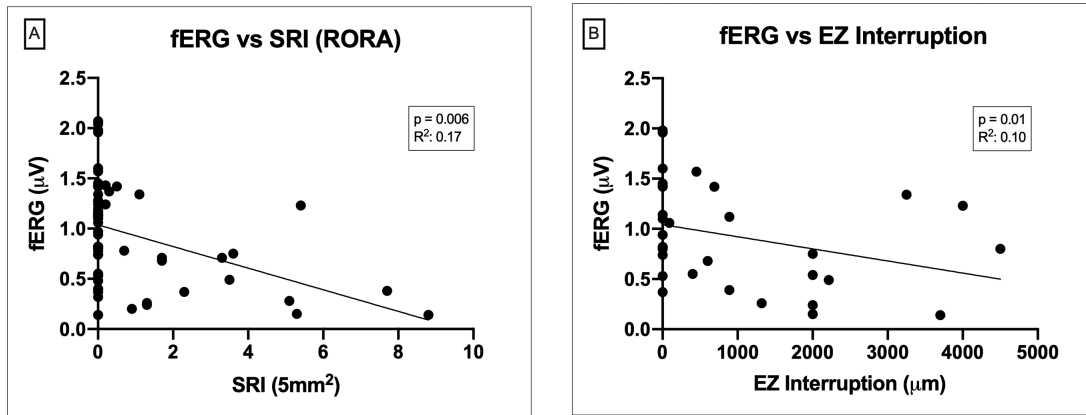 A
fERG vs SRI (RORA)
2.5
2.0
1.5
1.0
0.5
0.0
fERG (μV)
p = 0.006
R²: 0.17
0 2 4 6 8 10
SRI (5mm²)
B
fERG vs EZ Interruption
2.5
2.0
1.5
1.0
0.5
0.0
fERG (μV)
p = 0.01
R²: 0.10
0 1000 2000 3000 4000 5000
EZ Interruption (μm)